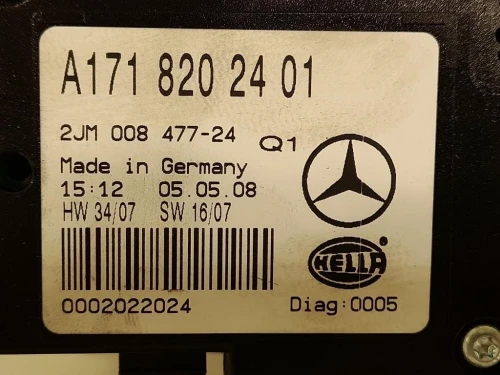 A171 820 24 01
2JM 008 477-24 Q1
Made in Germany
15:12 05.05.08
HW 34/07 SW 16/07
HELLA
0002022024 Diag:0005